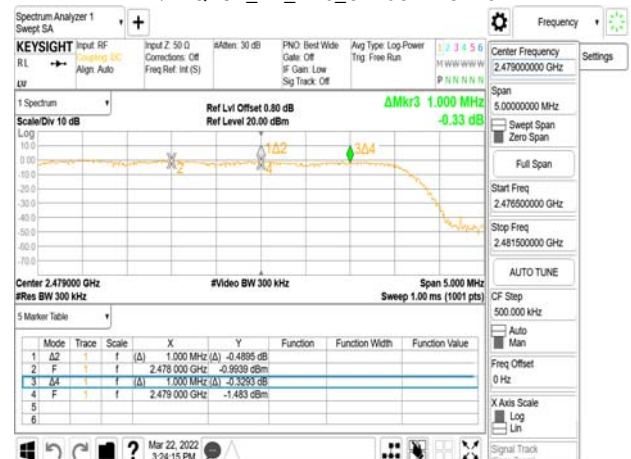 Spectrum Analyzer 1
Swept SA
+
Frequency
KEYSIGHT
RL
Input: RF
Coupling: DC
Align: Auto
Input Z: 50 Ω
Corrections: Off
Freq Ref: Int (S)
#Atten: 30 dB
PNO: Best Wide
Gate: Off
IF Gain: Low
Sig Track: Off
Avg Type: Log-Power
Trig: Free Run
1 2 3 4 5 6
M W W W W W
P N N N N N
Center Frequency
2.479000000 GHz
Settings
Span
5.00000000 MHz
Swept Span
Zero Span
Full Span
Start Freq
2.476500000 GHz
Stop Freq
2.481500000 GHz
AUTO TUNE
CF Step
500.000 kHz
Auto
Man
Freq Offset
0 Hz
X Axis Scale
Log
Lin
Signal Track
1 Spectrum
Scale/Div 10 dB
Ref Lvl Offset 0.80 dB
Ref Level 20.00 dBm
ΔMkr3 1.000 MHz
-0.33 dB
Log
10.0
0.00
-10.0
-20.0
-30.0
-40.0
-50.0
-60.0
-70.0
2
1Δ2
4
3Δ4
Center 2.479000 GHz
#Video BW 300 kHz
Span 5.000 MHz
#Res BW 300 kHz
Sweep 1.00 ms (1001 pts)
5 Marker Table
Mode Trace Scale X Y Function Function Width Function Value
1 Δ2 1 f (Δ) 1.000 MHz (Δ) -0.4895 dB
2 F 1 f 2.478 000 GHz -0.9939 dBm
3 Δ4 1 f (Δ) 1.000 MHz (Δ) -0.3293 dB
4 F 1 f 2.479 000 GHz -1.483 dBm
5
6
?
Mar 22, 2022
3:24:15 PM